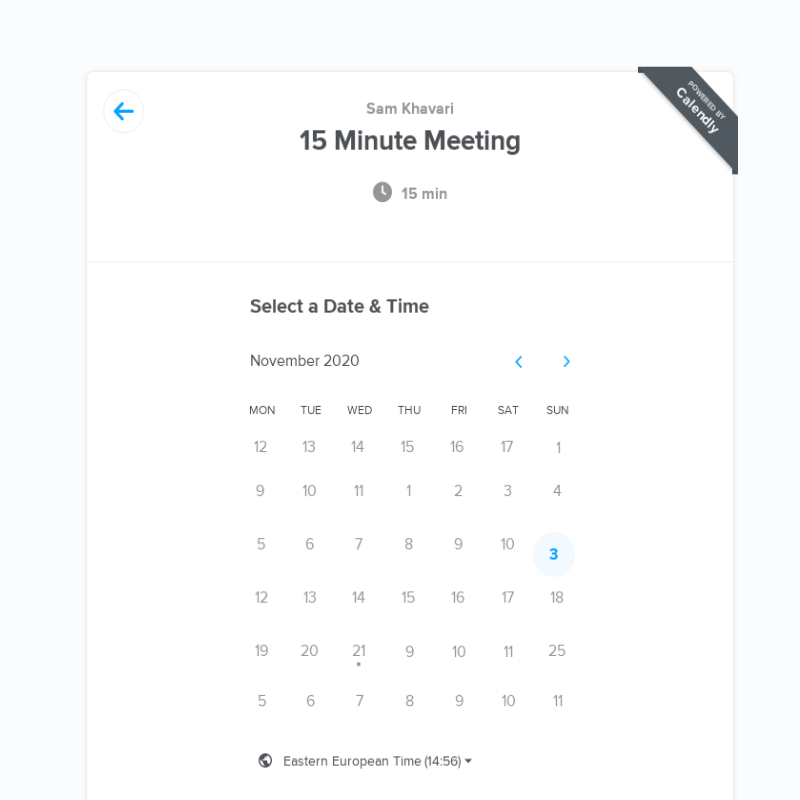 POWERED BY
Calendly
Sam Khavari
15 Minute Meeting
15 min
Select a Date & Time
November 2020
MON TUE WED THU FRI SAT SUN
12 13 14 15 16 17 1
9 10 11 1 2 3 4
5 6 7 8 9 10 3
12 13 14 15 16 17 18
19 20 21 9 10 11 25
5 6 7 8 9 10 11
Eastern European Time (14:56)